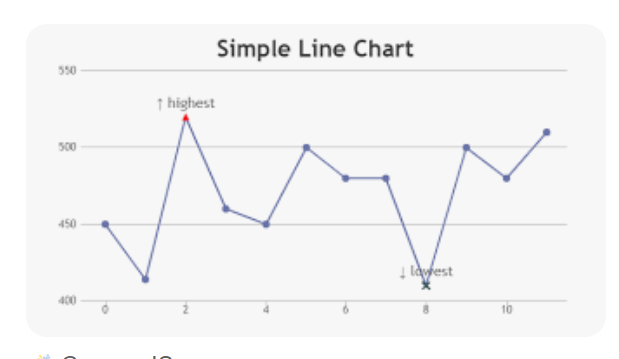 Simple Line Chart
550
↑ highest
500
450
↓ lowest
400
0 2 4 6 8 10